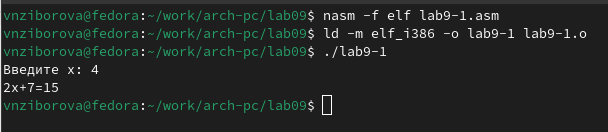 vnziborova@fedora:~/work/arch-pc/lab09$ nasm -f elf lab9-1.asm
vnziborova@fedora:~/work/arch-pc/lab09$ ld -m elf_i386 -o lab9-1 lab9-1.o
vnziborova@fedora:~/work/arch-pc/lab09$ ./lab9-1
Введите x: 4
2x+7=15
vnziborova@fedora:~/work/arch-pc/lab09$